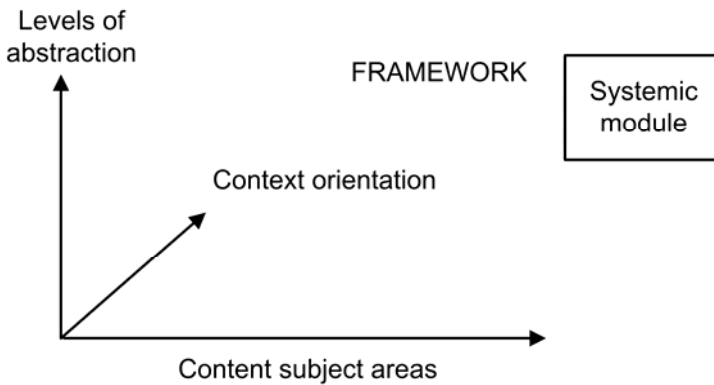 Levels of
abstraction
FRAMEWORK
Systemic
module
Context orientation
Content subject areas